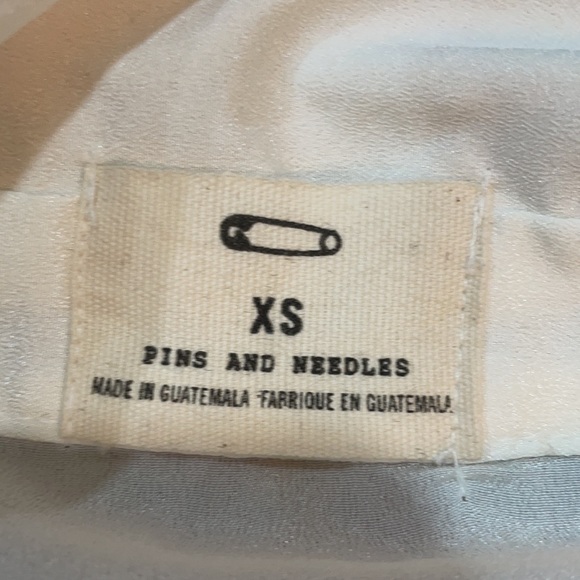 XS
PINS AND NEEDLES
MADE IN GUATEMALA FABRIQUE EN GUATEMALA